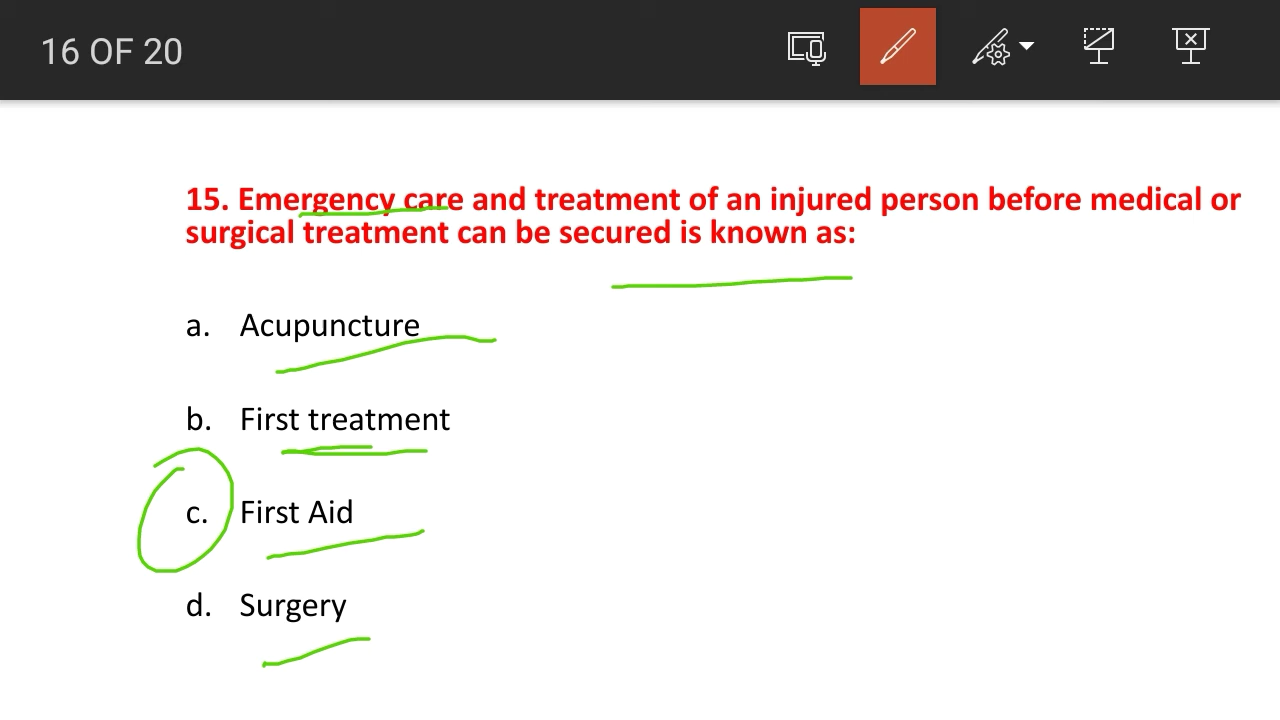 16 OF 20
15. Emergency care and treatment of an injured person before medical or
surgical treatment can be secured is known as:
a. Acupuncture
b. First treatment
c. First Aid
d. Surgery